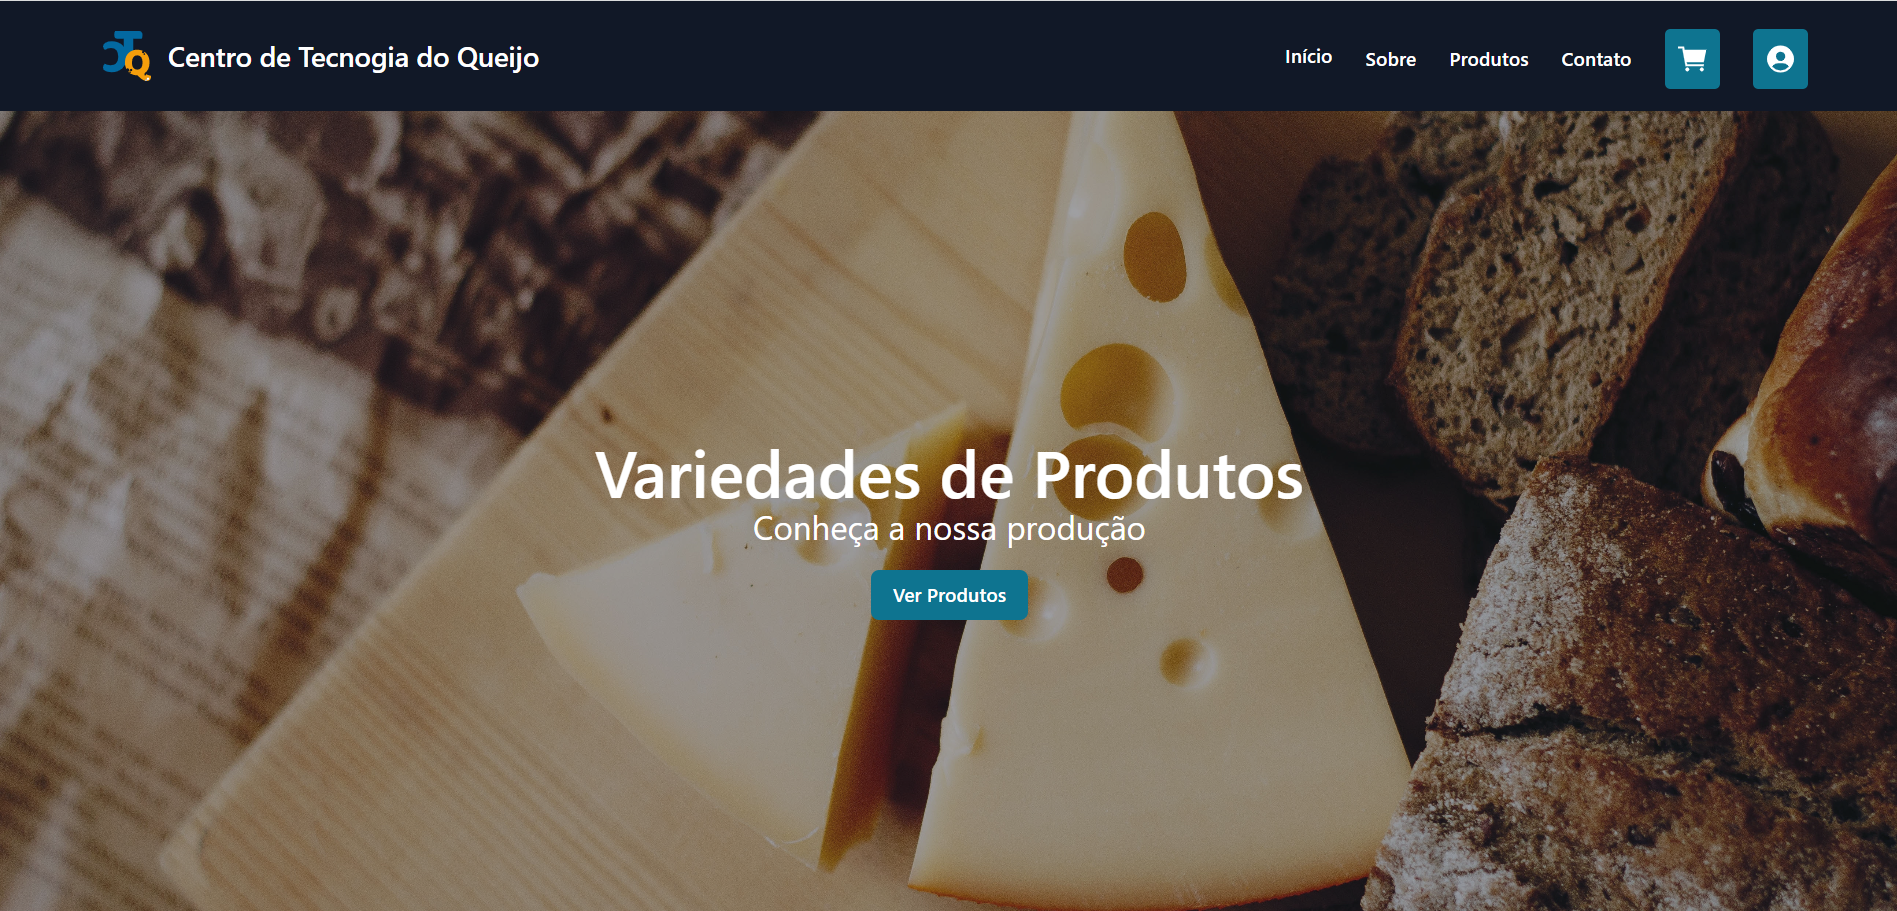 CTQ
Centro de Tecnogia do Queijo
Início
Sobre
Produtos
Contato
Variedades de Produtos
Conheça a nossa produção
Ver Produtos